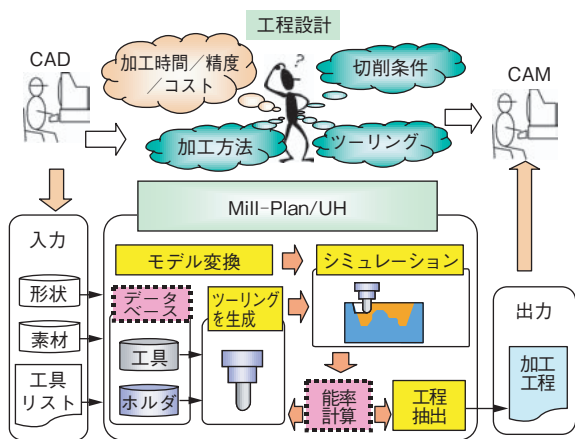 工程設計
CAD
加工時間／精度
／コスト
?
切削条件
CAM
加工方法
ツーリング
Mill-Plan/UH
入力
モデル変換
シミュレーション
形状
データ
ベース
ツーリング
を生成
素材
工具
出力
工具
リスト
ホルダ
能率
計算
工程
抽出
加工
工程